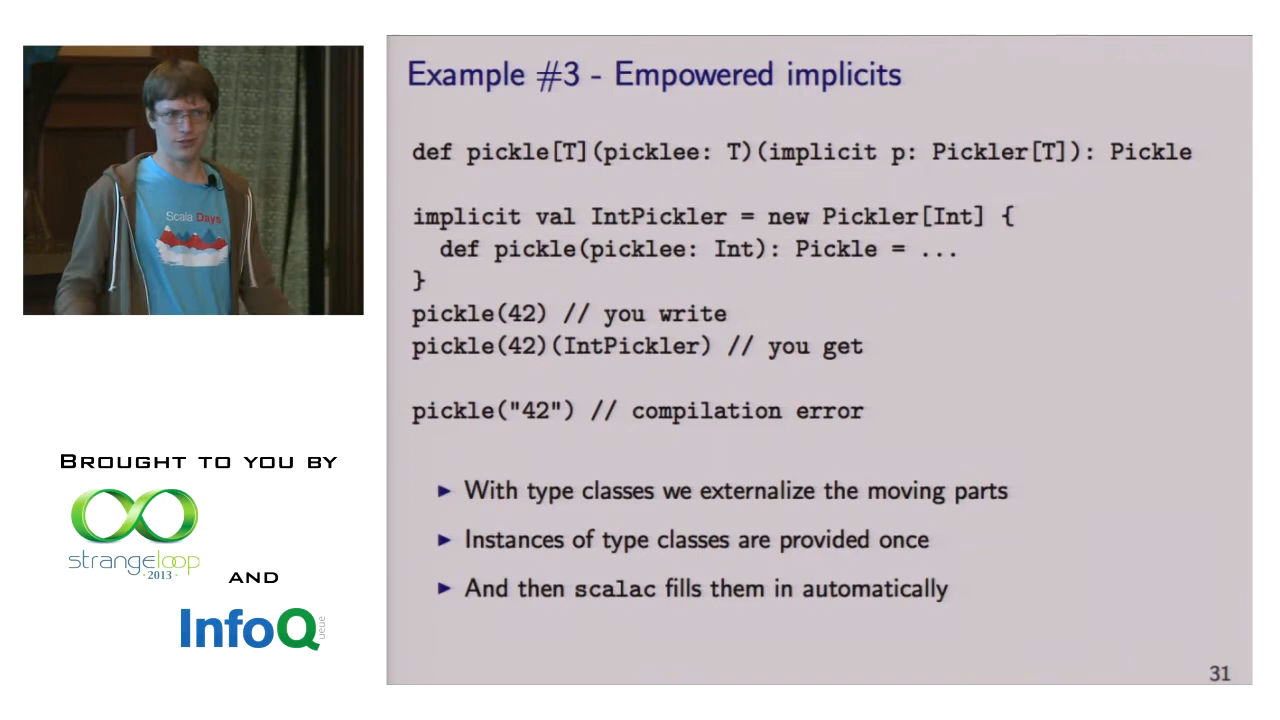 Scala Days
BROUGHT TO YOU BY
strangeloop
· 2013 ·
AND
InfoQ
ueue
Example #3 - Empowered implicits
def pickle[T](picklee: T)(implicit p: Pickler[T]): Pickle
implicit val IntPickler = new Pickler[Int] {
  def pickle(picklee: Int): Pickle = ...
}
pickle(42) // you write
pickle(42)(IntPickler) // you get
pickle("42") // compilation error
▶ With type classes we externalize the moving parts
▶ Instances of type classes are provided once
▶ And then scalac fills them in automatically
31